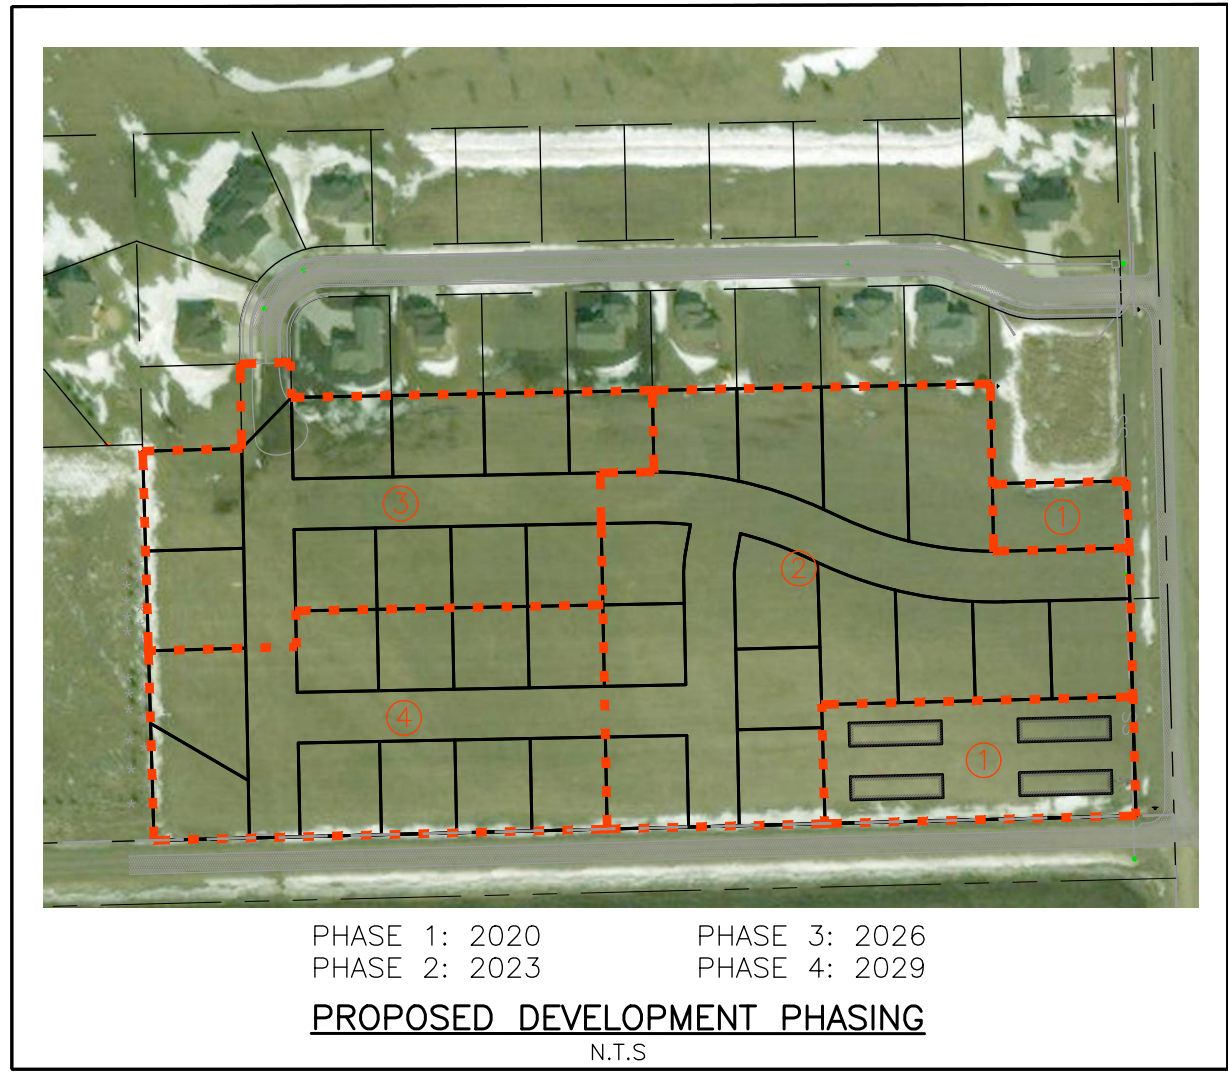 1
3
2
4
1
PHASE 1: 2020 PHASE 3: 2026
PHASE 2: 2023 PHASE 4: 2029
PROPOSED DEVELOPMENT PHASING
N.T.S